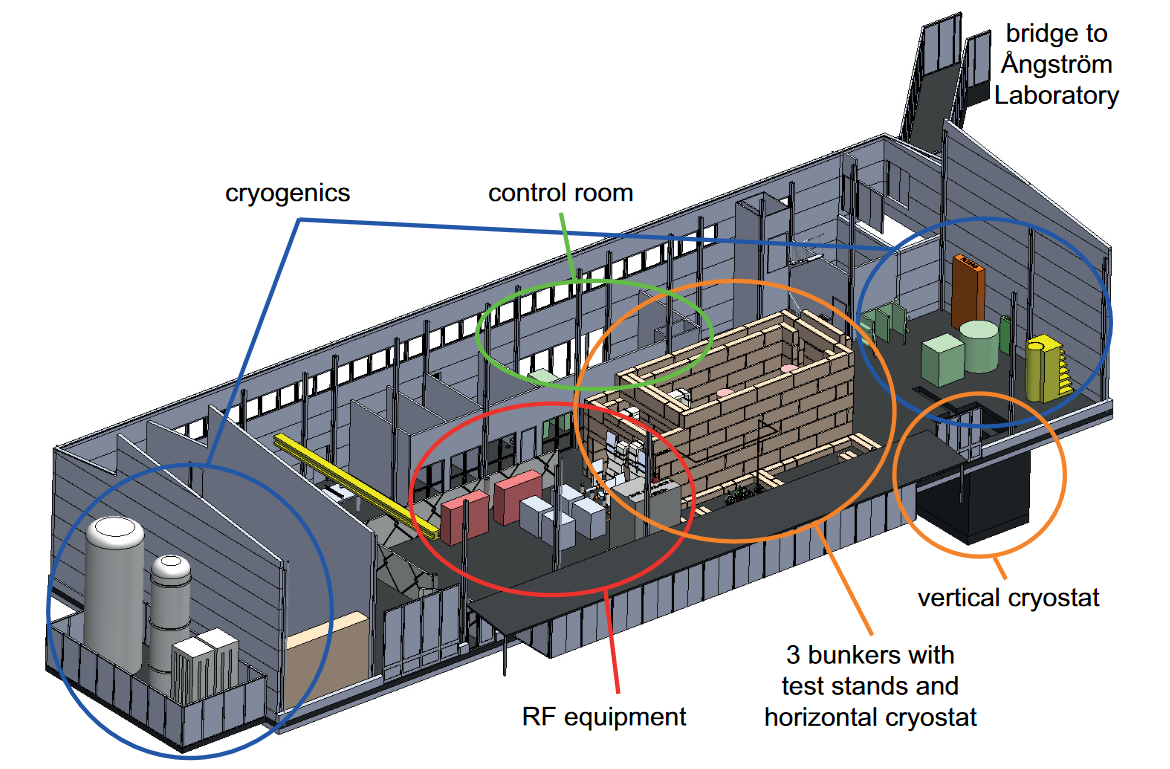 bridge to
Ångström
Laboratory
cryogenics
control room
vertical cryostat
3 bunkers with
test stands and
horizontal cryostat
RF equipment